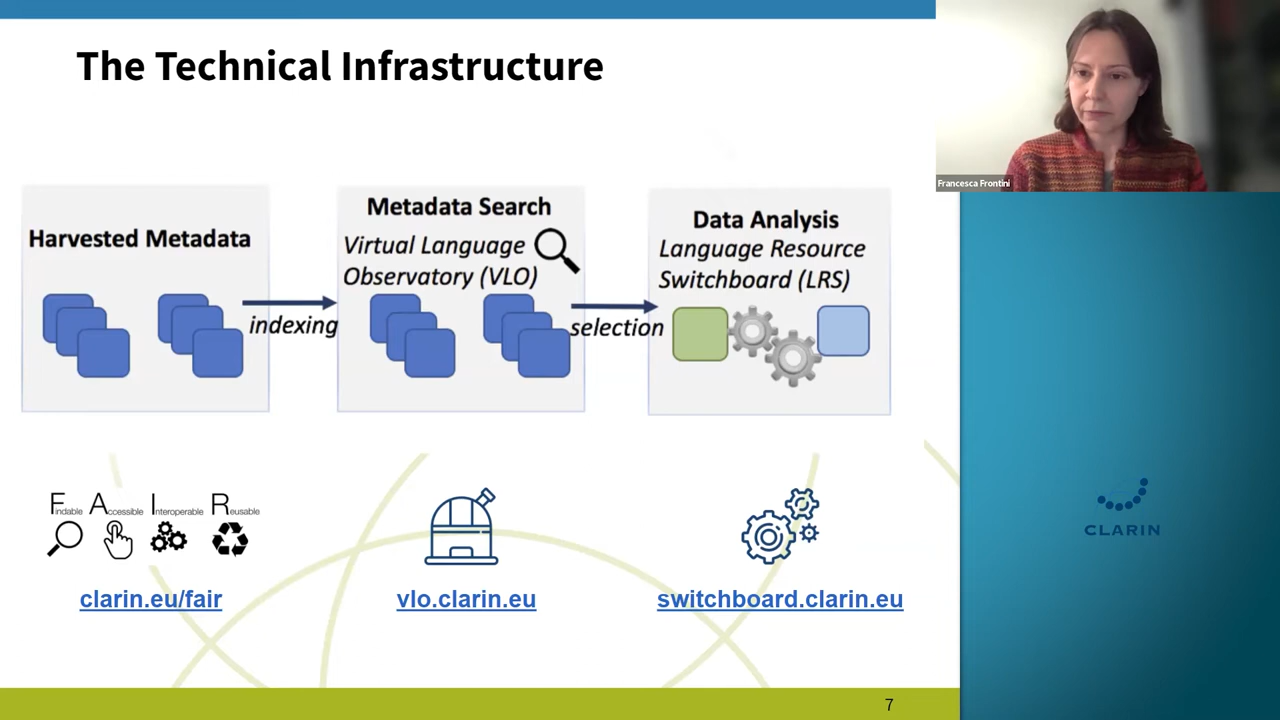 The Technical Infrastructure
Francesca Frontini
Harvested Metadata
indexing
Metadata Search
Virtual Language
Observatory (VLO)
selection
Data Analysis
Language Resource
Switchboard (LRS)
Findable Accessible Interoperable Reusable
clarin.eu/fair
vlo.clarin.eu
switchboard.clarin.eu
CLARIN
7